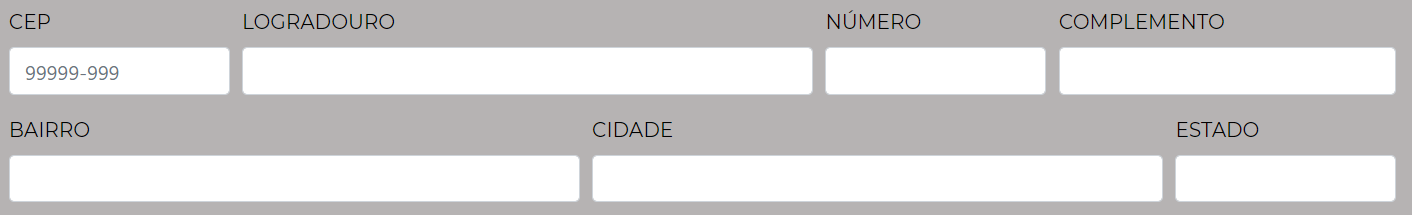 CEP LOGRADOURO NÚMERO COMPLEMENTO
99999-999
BAIRRO CIDADE ESTADO